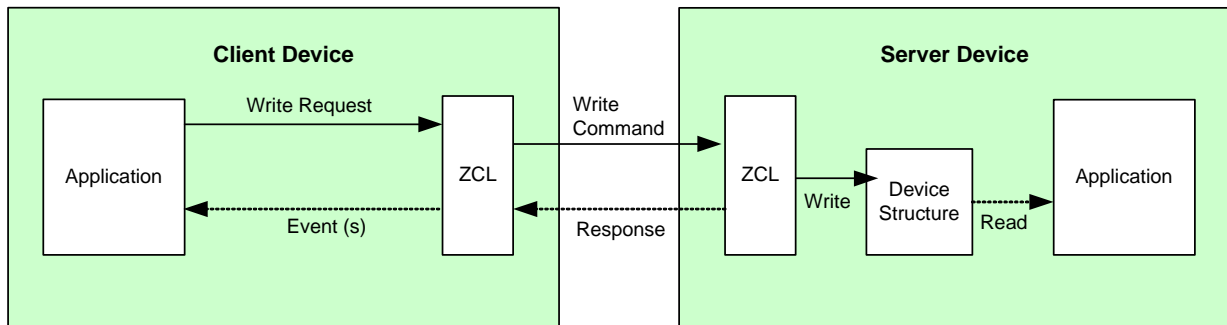 Client Device
Server Device
Write Request
Write
Command
Application
ZCL
ZCL
Write
Device
Structure
Read
Application
Event (s)
Response